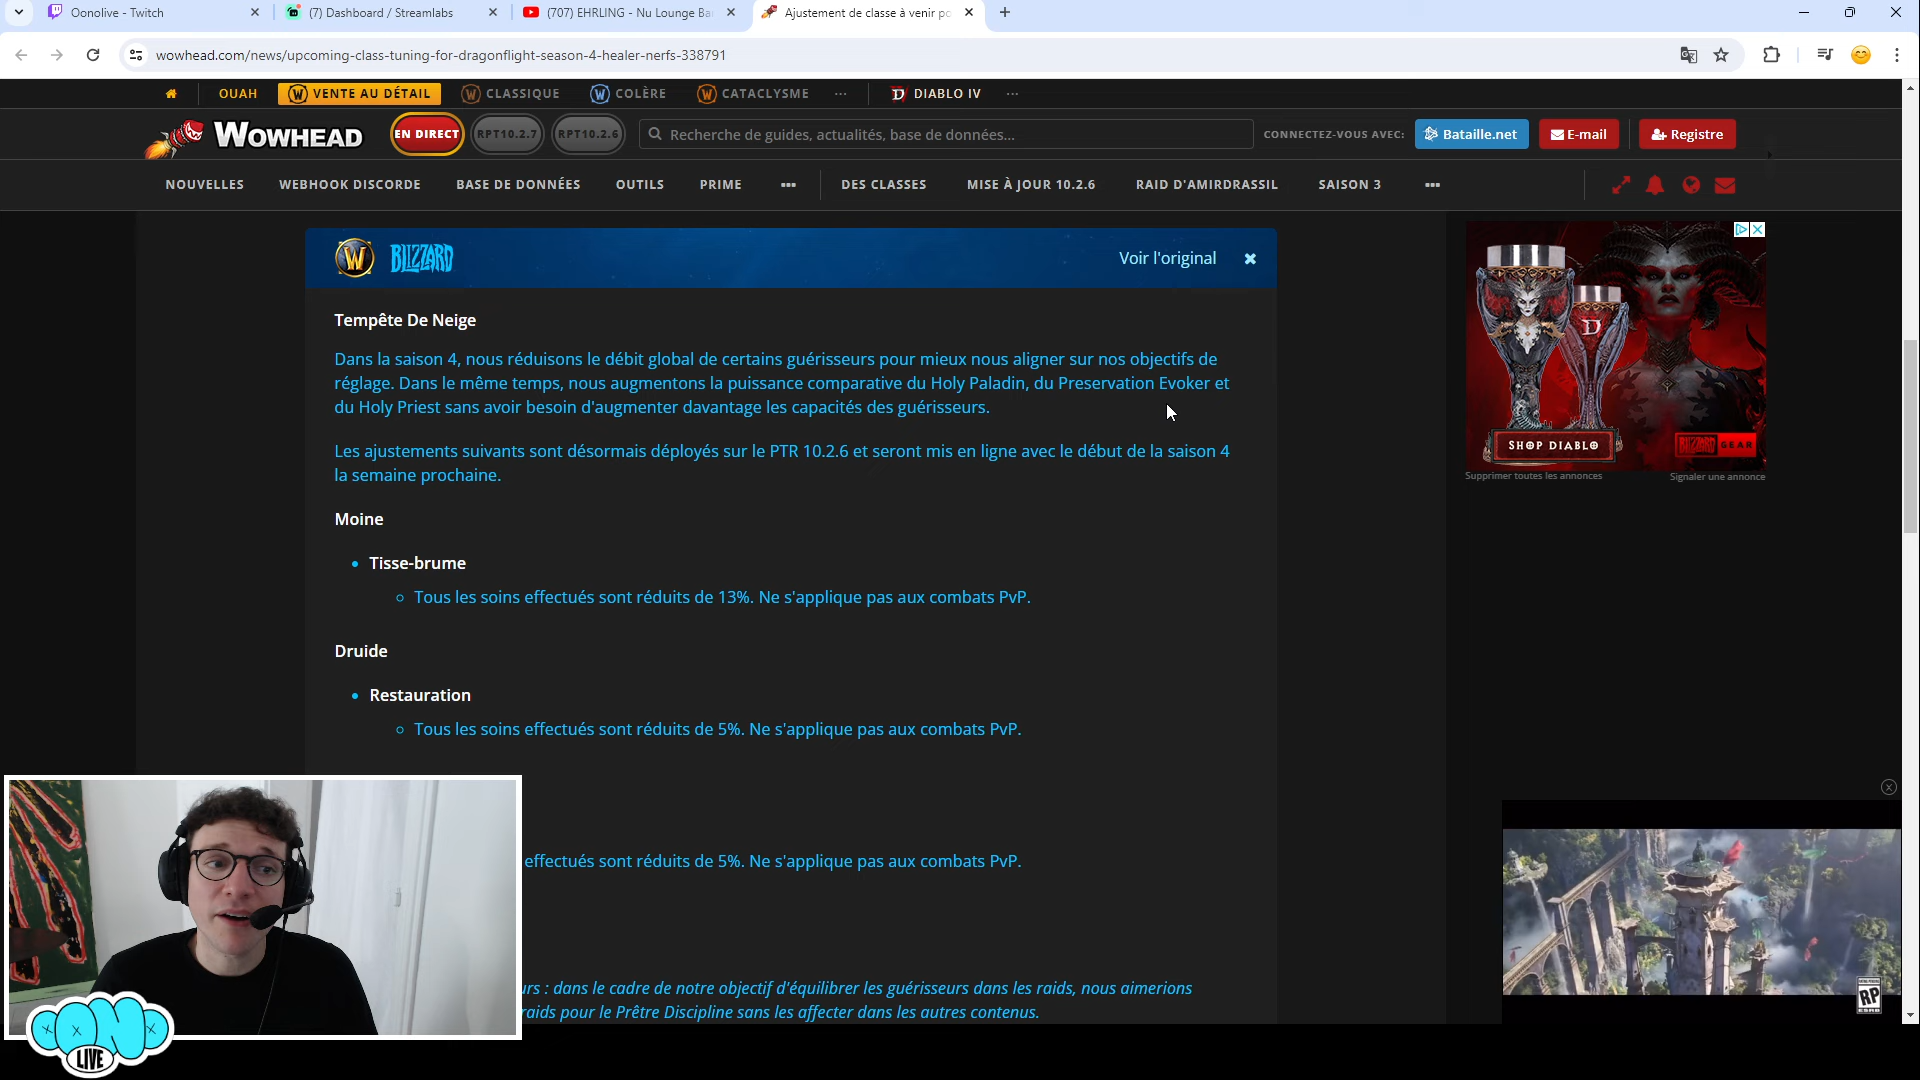 Oonolive - Twitch
(7) Dashboard / Streamlabs
(707) EHRLING - Nu Lounge Ba
Ajustement de classe à venir po
wowhead.com/news/upcoming-class-tuning-for-dragonflight-season-4-healer-nerfs-338791
OUAH
VENTE AU DÉTAIL
CLASSIQUE
COLÈRE
CATACLYSME
DIABLO IV
WOWHEAD
EN DIRECT
RPT10.2.7
RPT10.2.6
Recherche de guides, actualités, base de données...
CONNECTEZ-VOUS AVEC:
Bataille.net
E-mail
Registre
NOUVELLES
WEBHOOK DISCORDE
BASE DE DONNÉES
OUTILS
PRIME
DES CLASSES
MISE À JOUR 10.2.6
RAID D'AMIRDRASSIL
SAISON 3
BLIZZARD
Voir l'original
Tempête De Neige
Dans la saison 4, nous réduisons le débit global de certains guérisseurs pour mieux nous aligner sur nos objectifs de
réglage. Dans le même temps, nous augmentons la puissance comparative du Holy Paladin, du Preservation Evoker et
du Holy Priest sans avoir besoin d'augmenter davantage les capacités des guérisseurs.
Les ajustements suivants sont désormais déployés sur le PTR 10.2.6 et seront mis en ligne avec le début de la saison 4
la semaine prochaine.
Moine
Tisse-brume
Tous les soins effectués sont réduits de 13%. Ne s'applique pas aux combats PvP.
Druide
Restauration
Tous les soins effectués sont réduits de 5%. Ne s'applique pas aux combats PvP.
effectués sont réduits de 5%. Ne s'applique pas aux combats PvP.
urs : dans le cadre de notre objectif d'équilibrer les guérisseurs dans les raids, nous aimerions
raids pour le Prêtre Discipline sans les affecter dans les autres contenus.
SHOP DIABLO
BLIZZARD GEAR
Supprimer toutes les annonces
Signaler une annonce
RP
OONO
LIVE